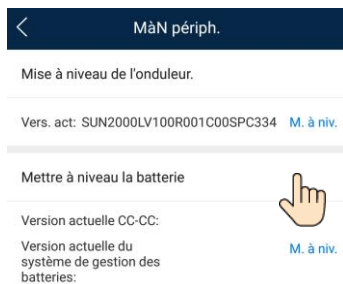 MàN périph.
Mise à niveau de l'onduleur.
Vers. act: SUN2000LV100R001C00SPC334 M. à niv.
Mettre à niveau la batterie
Version actuelle CC-CC:
Version actuelle du
système de gestion des
batteries:
M. à niv.